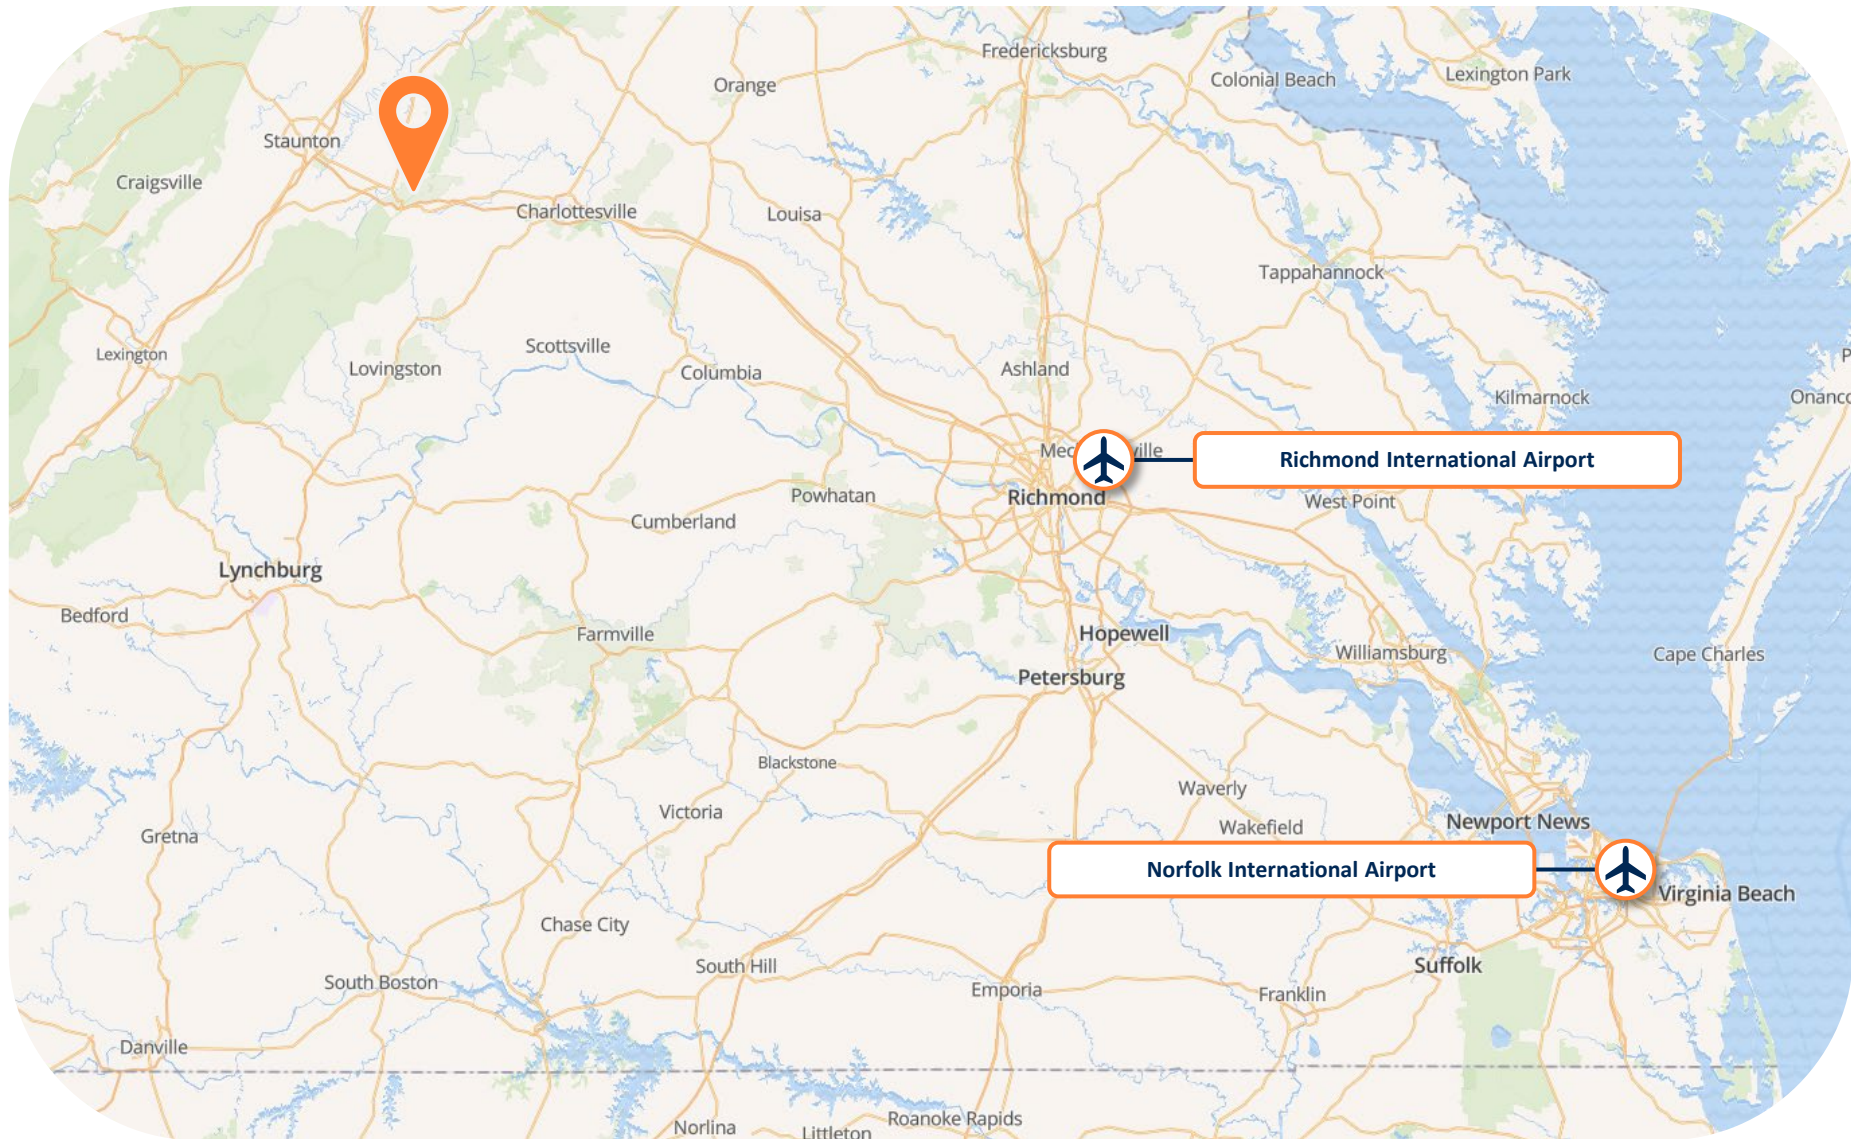 Fredericksburg
Colonial Beach
Lexington Park
Orange
Staunton
Craigsville
Charlottesville
Louisa
Tappahannock
Lexington
Lovingston
Scottsville
Columbia
Ashland
Kilmarnock
Richmond International Airport
Richmond
Powhatan
West Point
Cumberland
Lynchburg
Bedford
Farmville
Hopewell
Williamsburg
Cape Charles
Petersburg
Blackstone
Waverly
Victoria
Wakefield
Newport News
Gretna
Norfolk International Airport
Virginia Beach
Chase City
South Hill
Suffolk
South Boston
Emporia
Franklin
Danville
Norlina
Littleton
Roanoke Rapids